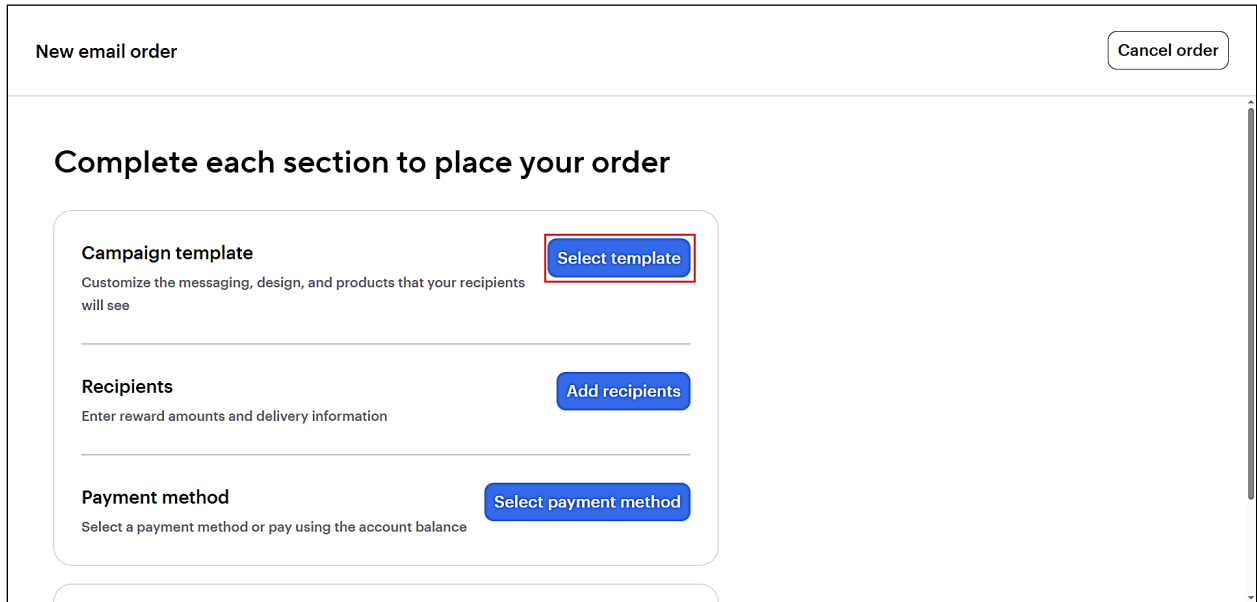 New email order
Cancel order
Complete each section to place your order
Campaign template
Select template
Customize the messaging, design, and products that your recipients
will see
Recipients
Add recipients
Enter reward amounts and delivery information
Payment method
Select payment method
Select a payment method or pay using the account balance